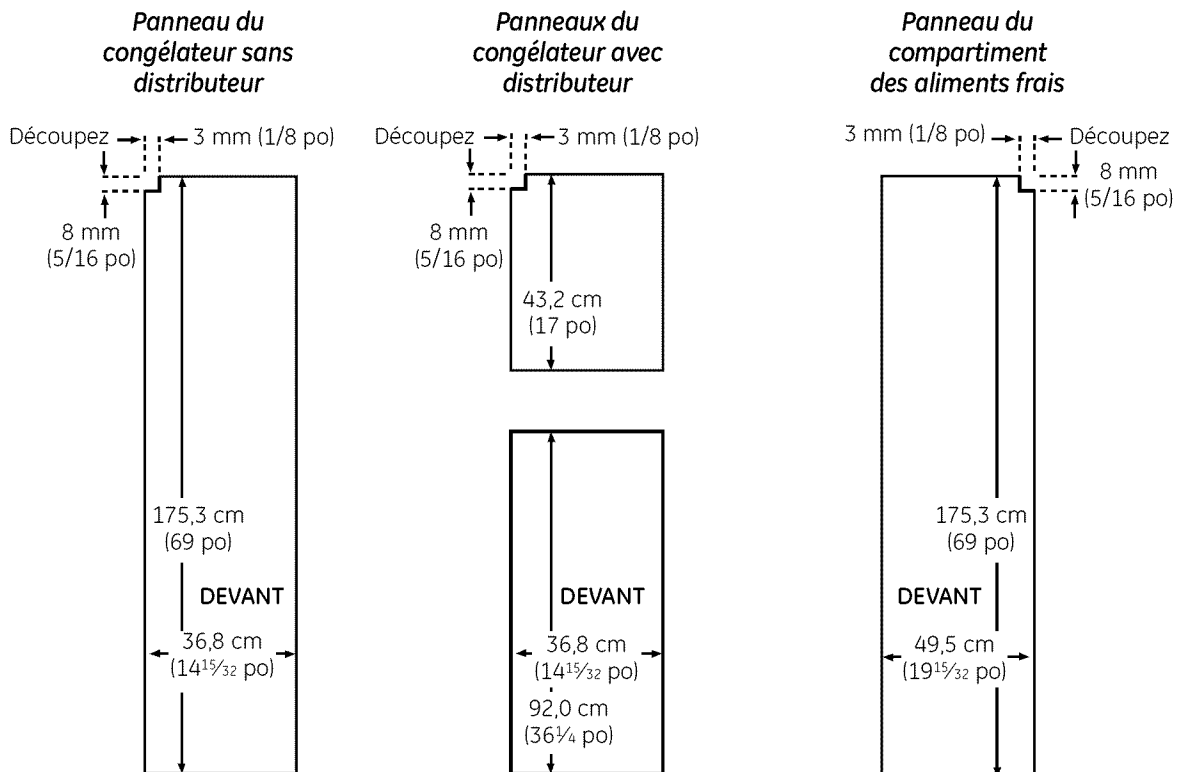 Panneau du
congélateur sans
distributeur
Découpez
3 mm (1/8 po)
8 mm
(5/16 po)
175,3 cm
(69 po)
DEVANT
36,8 cm
(14 15/32 po)
Panneaux du
congélateur avec
distributeur
Découpez
3 mm (1/8 po)
8 mm
(5/16 po)
43,2 cm
(17 po)
DEVANT
36,8 cm
(14 15/32 po)
92,0 cm
(36 1/4 po)
Panneau du
compartiment
des aliments frais
3 mm (1/8 po)
Découpez
8 mm
(5/16 po)
175,3 cm
(69 po)
DEVANT
49,5 cm
(19 15/32 po)